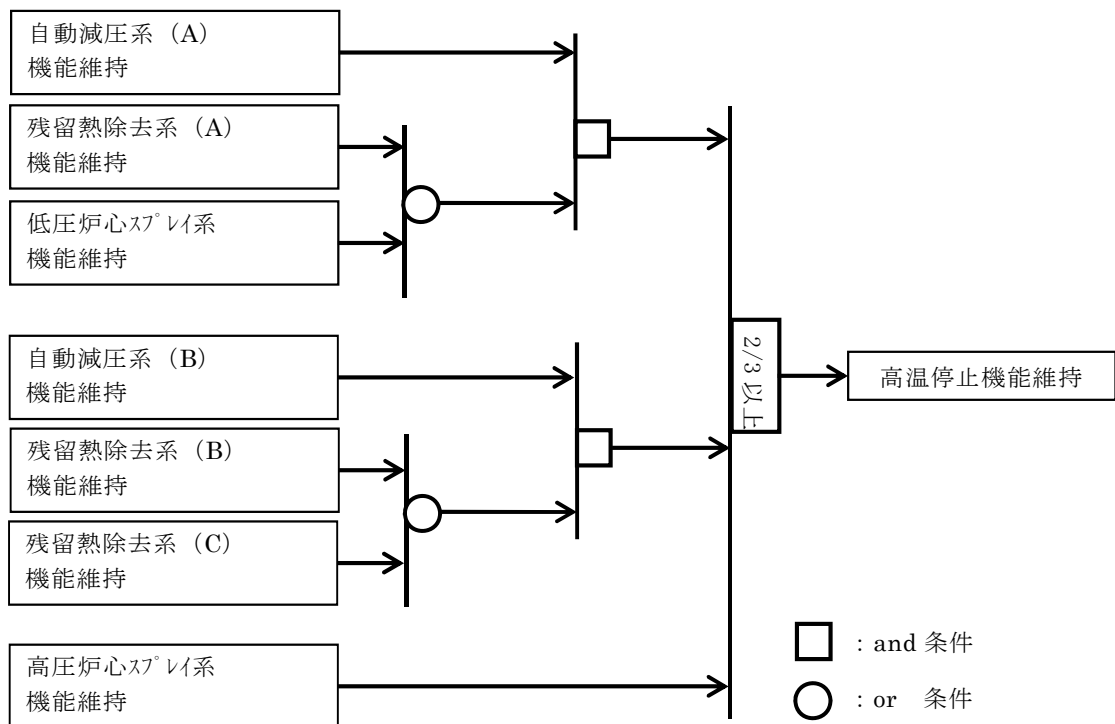 自動減圧系（A）
機能維持
残留熱除去系（A）
機能維持
低圧炉心ｽﾌﾟﾚｲ系
機能維持
自動減圧系（B）
機能維持
残留熱除去系（B）
機能維持
残留熱除去系（C）
機能維持
高圧炉心ｽﾌﾟﾚｲ系
機能維持
2/3 以上
高温停止機能維持
：and 条件
：or　条件